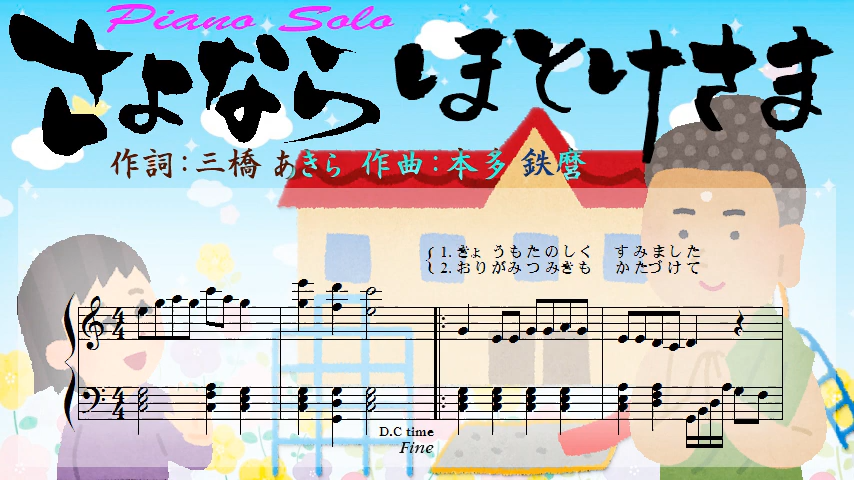 Piano Solo
さよなら ほとけさま
作詞：三橋 あきら 作曲：本多 鉄麿
1. ぎょ うもたのしく すみました
2. おりがみつみきも かたづけて
D.C time
Fine